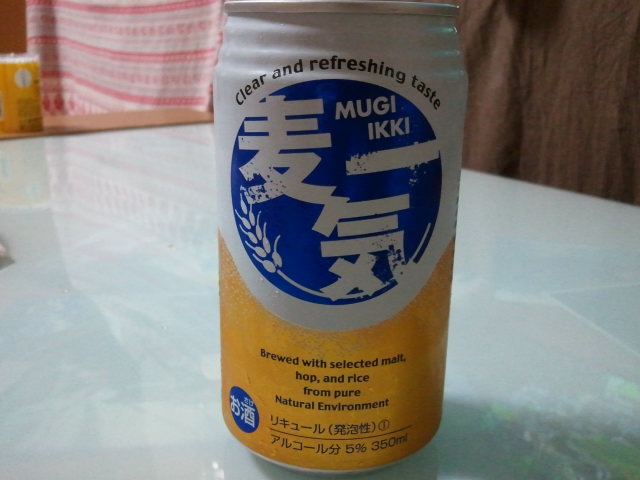 Clear and refreshing taste
MUGI
IKKI
麦一気
Brewed with selected malt,
hop, and rice
from pure
Natural Environment
お酒
リキュール(発泡性)①
アルコール分 5% 350ml